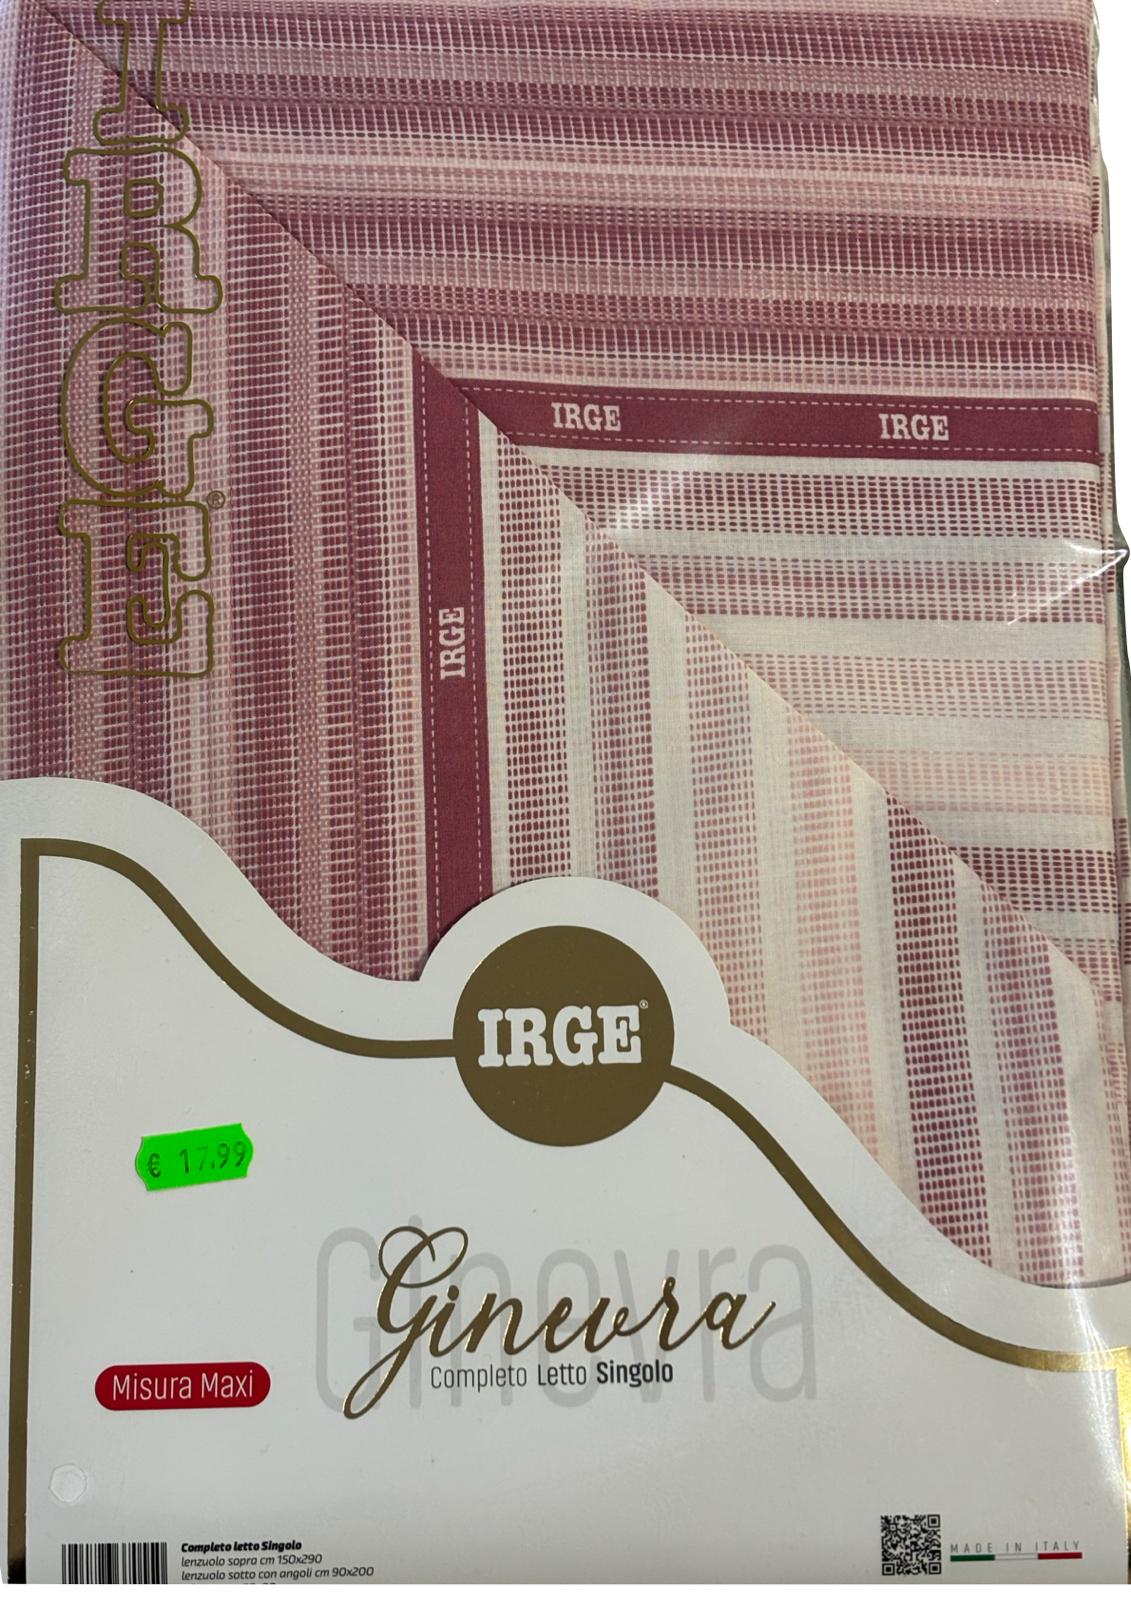 IRGE®
IRGE
IRGE
IRGE
IRGE®
€ 17.99
Ginevra
Ginevra
Completo Letto Singolo
Misura Maxi
Completo letto Singolo
lenzuolo sopra cm 150x290
lenzuolo sotto con angoli cm 90x200
MADE IN ITALY